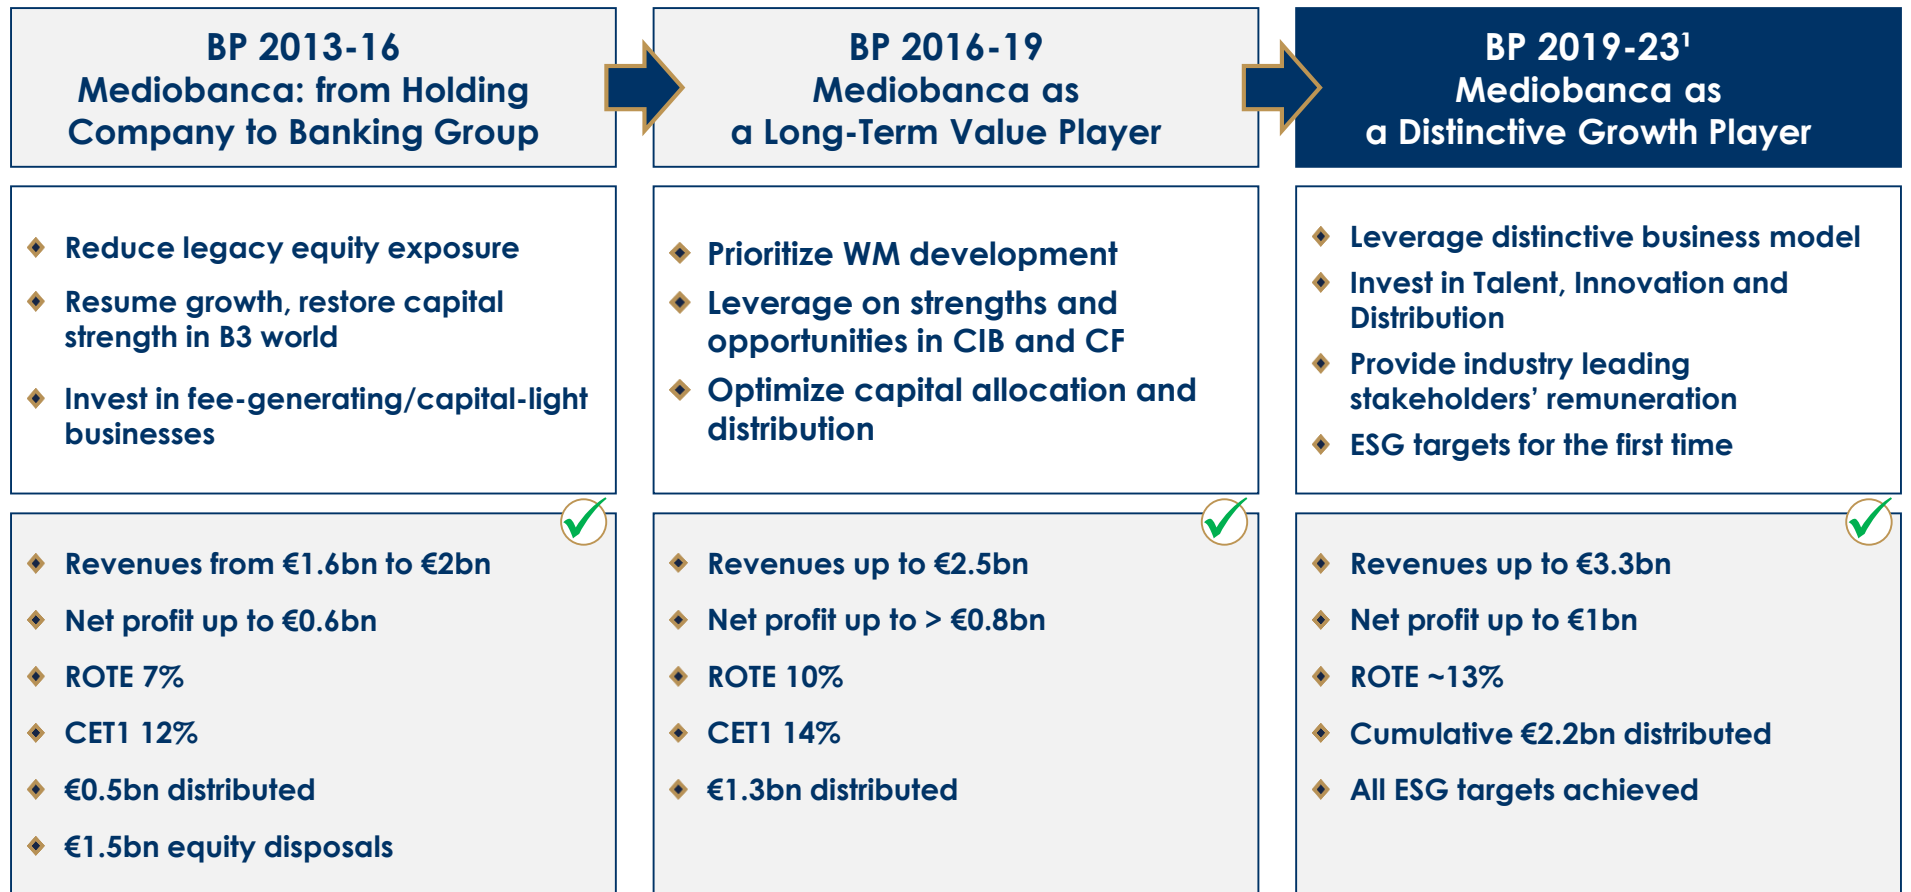 BP 2013-16
Mediobanca: from Holding
Company to Banking Group
Reduce legacy equity exposure
Resume growth, restore capital
strength in B3 world
Invest in fee-generating/capital-light
businesses
Revenues from €1.6bn to €2bn
Net profit up to €0.6bn
ROTE 7%
CET1 12%
€0.5bn distributed
€1.5bn equity disposals
BP 2016-19
Mediobanca as
a Long-Term Value Player
Prioritize WM development
Leverage on strengths and
opportunities in CIB and CF
Optimize capital allocation and
distribution
Revenues up to €2.5bn
Net profit up to > €0.8bn
ROTE 10%
CET1 14%
€1.3bn distributed
BP 2019-23¹
Mediobanca as
a Distinctive Growth Player
Leverage distinctive business model
Invest in Talent, Innovation and
Distribution
Provide industry leading
stakeholders’ remuneration
ESG targets for the first time
Revenues up to €3.3bn
Net profit up to €1bn
ROTE ~13%
Cumulative €2.2bn distributed
All ESG targets achieved